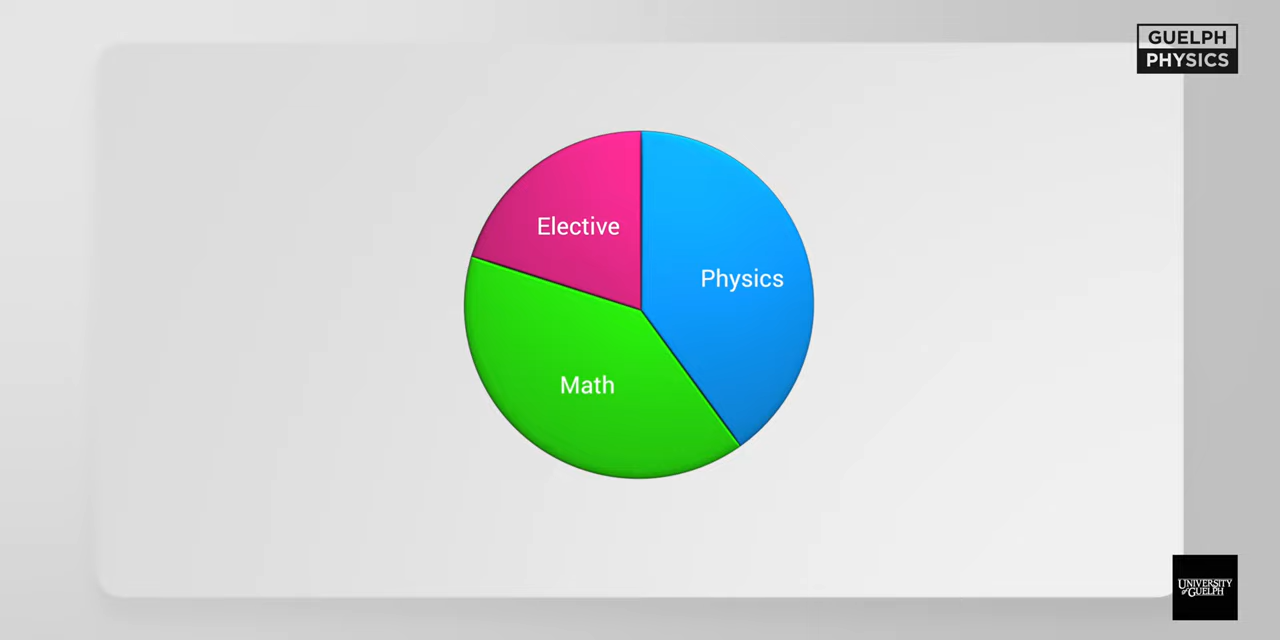 GUELPH
PHYSICS
Elective
Physics
Math
UNIVERSITY
of GUELPH